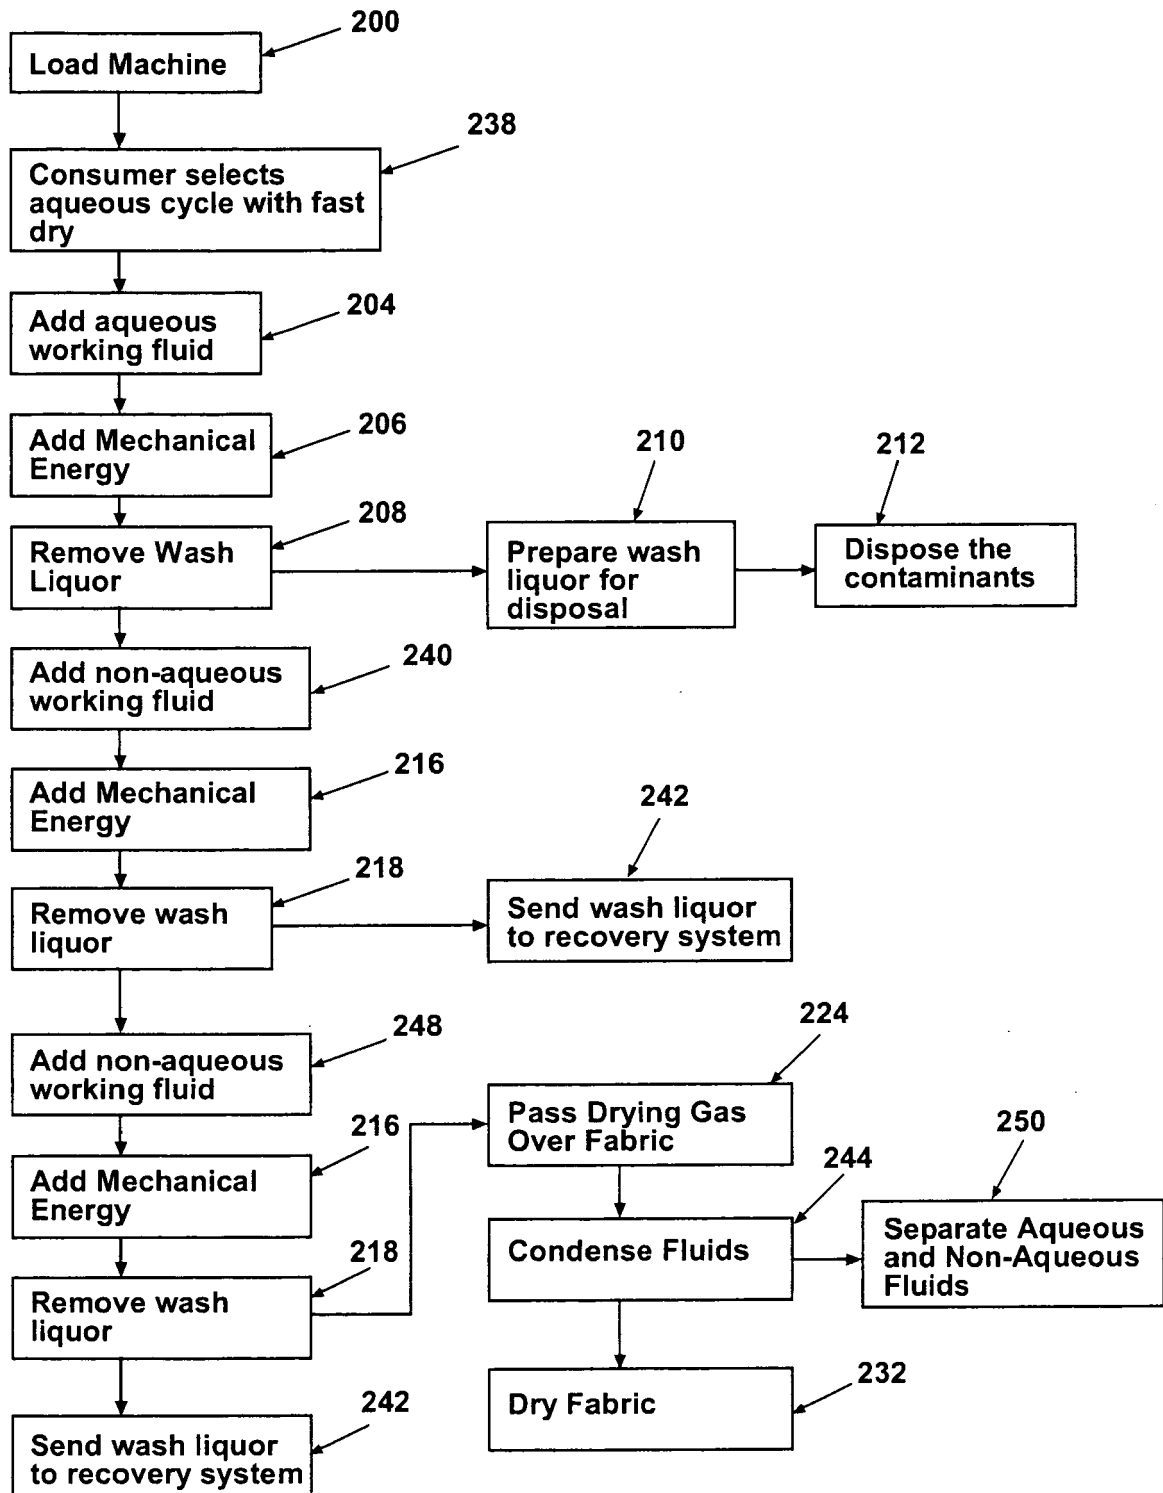 200
Load Machine
238
Consumer selects
aqueous cycle with fast
dry
204
Add aqueous
working fluid
206
Add Mechanical
Energy
208
Remove Wash
Liquor
210
Prepare wash
liquor for
disposal
212
Dispose the
contaminants
240
Add non-aqueous
working fluid
216
Add Mechanical
Energy
218
Remove wash
liquor
242
Send wash liquor
to recovery system
248
Add non-aqueous
working fluid
216
Add Mechanical
Energy
218
Remove wash
liquor
242
Send wash liquor
to recovery system
224
Pass Drying Gas
Over Fabric
244
Condense Fluids
250
Separate Aqueous
and Non-Aqueous
Fluids
232
Dry Fabric